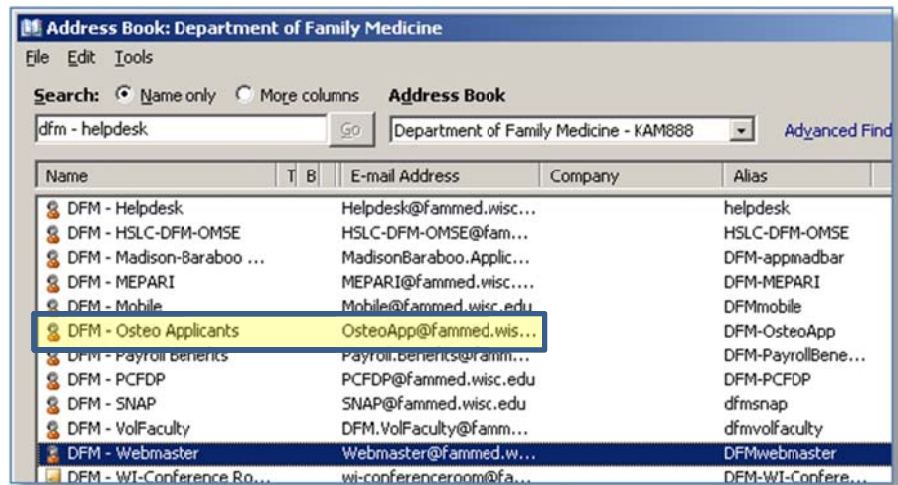 Address Book: Department of Family Medicine
File Edit Tools
Search: Name only More columns Address Book
dfm - helpdesk Go Department of Family Medicine - KAM888 Advanced Find
Name T B E-mail Address Company Alias
DFM - Helpdesk Helpdesk@fammed.wisc... helpdesk
DFM - HSLC-DFM-OMSE HSLC-DFM-OMSE@fam... HSLC-DFM-OMSE
DFM - Madison-Baraboo ... MadisonBaraboo.Applic... DFM-appmadbar
DFM - MEPARI MEPARI@fammed.wisc.... DFM-MEPARI
DFM - Mobile Mobile@fammed.wisc.edu DFMmobile
DFM - Osteo Applicants OsteoApp@fammed.wis... DFM-OsteoApp
DFM - Payroll Benefits Payroll.Benefits@famm... DFM-PayrollBene...
DFM - PCFDP PCFDP@fammed.wisc.edu DFM-PCFDP
DFM - SNAP SNAP@fammed.wisc.edu dfmsnap
DFM - VolFaculty DFM.VolFaculty@famm... dfmvolfaculty
DFM - Webmaster Webmaster@fammed.w... DFMwebmaster
DFM - WI-Conference Ro... wi-conferenceroom@fa... DFM-WI-Confere...